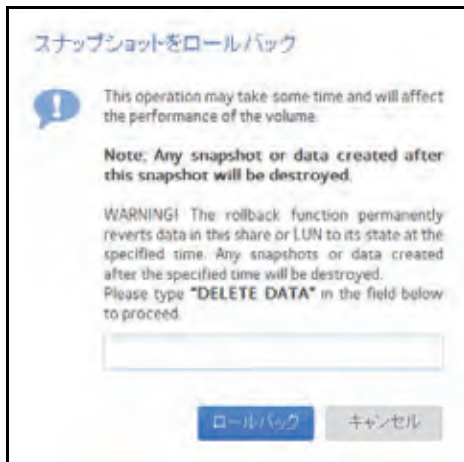 スナップショットをロールバック
This operation may take some time and will affect
the performance of the volume.
Note: Any snapshot or data created after
this snapshot will be destroyed.
WARNING! The rollback function permanently
reverts data in this share or LUN to its state at the
specified time. Any snapshots or data created
after the specified time will be destroyed.
Please type "DELETE DATA" in the field below
to proceed.
ロールバック
キャンセル